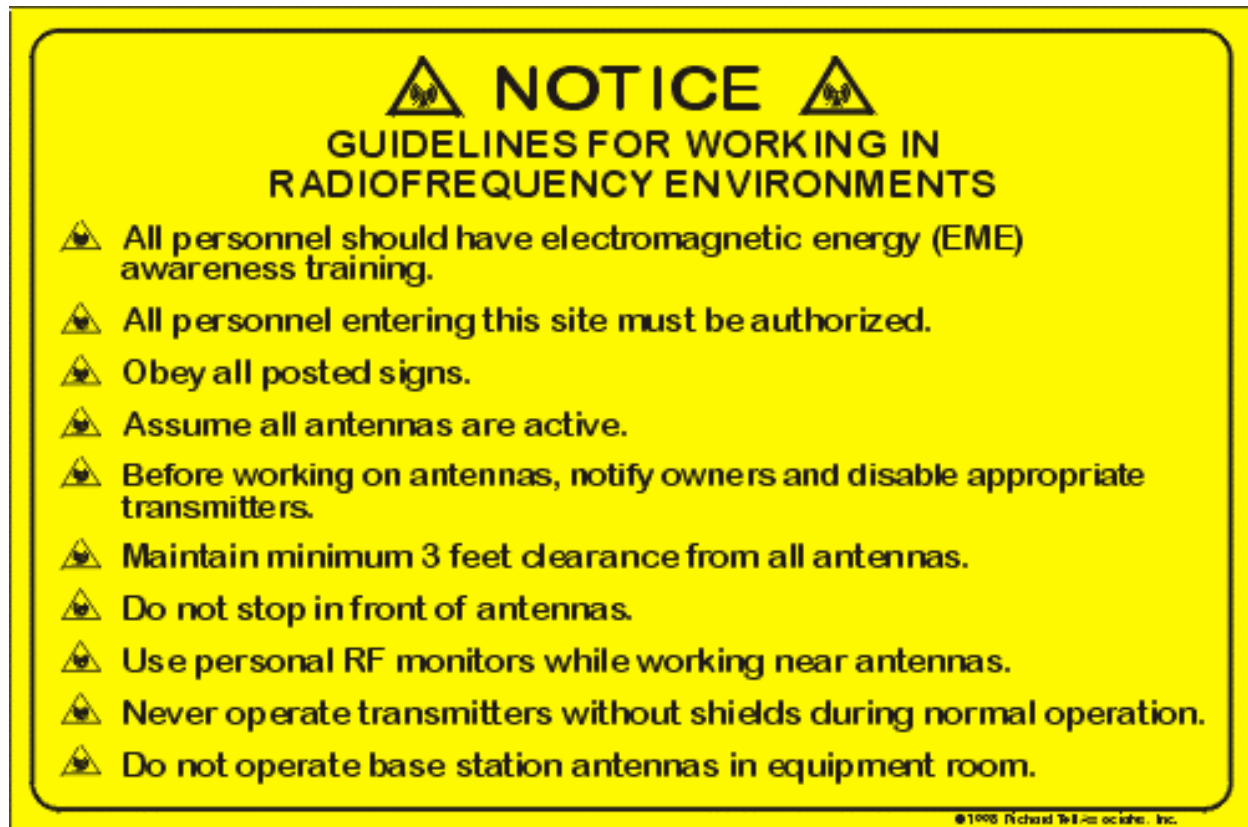 NOTICE
GUIDELINES FOR WORKING IN
RADIOFREQUENCY ENVIRONMENTS
All personnel should have electromagnetic energy (EME)
awareness training.
All personnel entering this site must be authorized.
Obey all posted signs.
Assume all antennas are active.
Before working on antennas, notify owners and disable appropriate
transmitters.
Maintain minimum 3 feet clearance from all antennas.
Do not stop in front of antennas.
Use personal RF monitors while working near antennas.
Never operate transmitters without shields during normal operation.
Do not operate base station antennas in equipment room.
Richard Tell Associates, Inc.